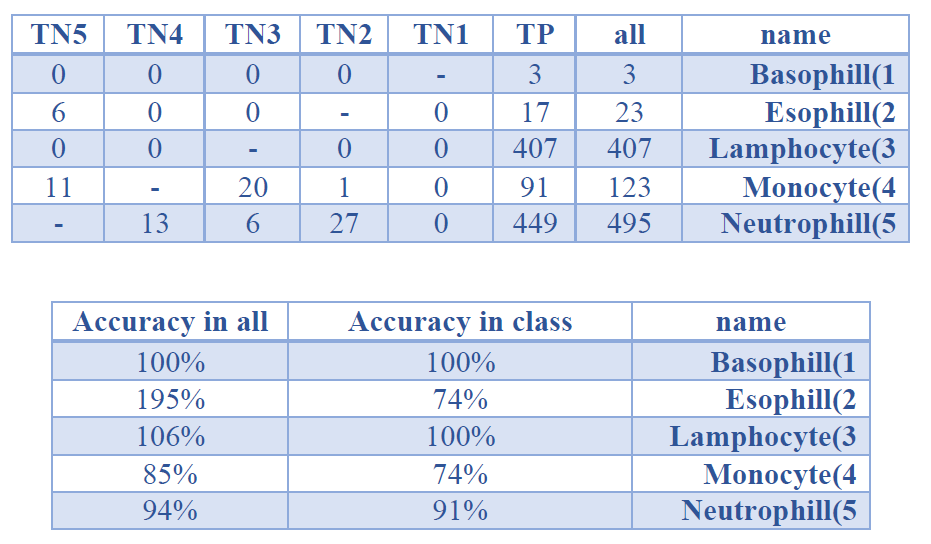 TN5 TN4 TN3 TN2 TN1 TP all name
0 0 0 0 - 3 3 Basophill(1
6 0 0 - 0 17 23 Esophill(2
0 0 - 0 0 407 407 Lamphocyte(3
11 - 20 1 0 91 123 Monocyte(4
- 13 6 27 0 449 495 Neutrophill(5
Accuracy in all Accuracy in class name
100% 100% Basophill(1
195% 74% Esophill(2
106% 100% Lamphocyte(3
85% 74% Monocyte(4
94% 91% Neutrophill(5